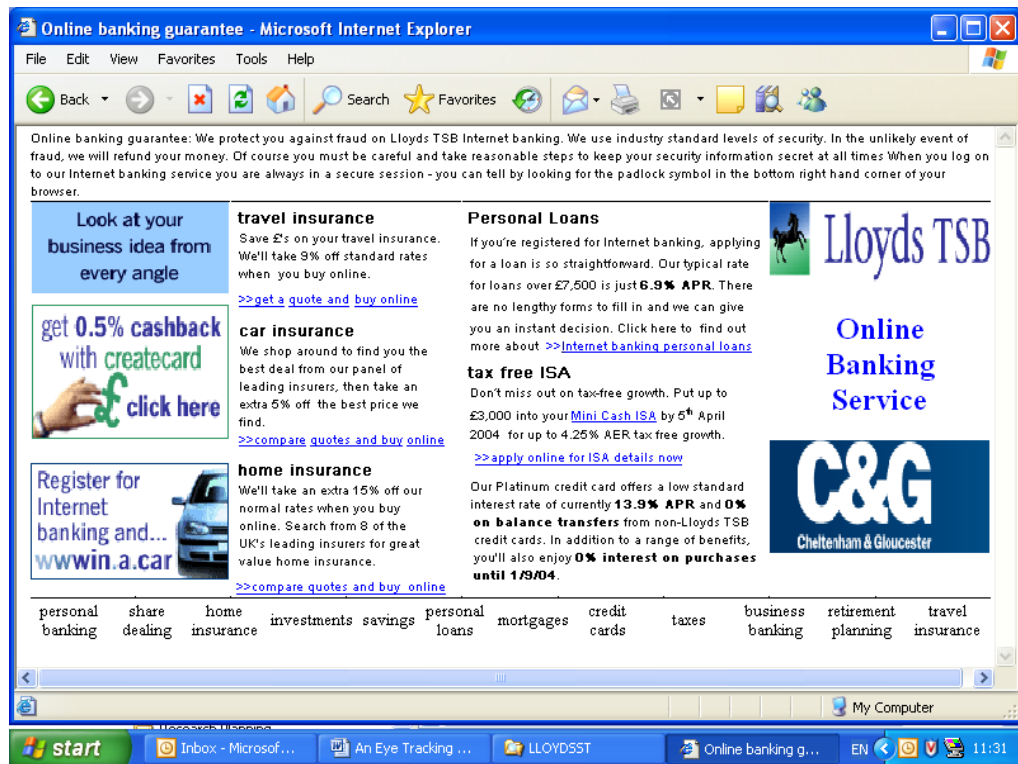 Online banking guarantee - Microsoft Internet Explorer
File Edit View Favorites Tools Help
Back Search Favorites
Online banking guarantee: We protect you against fraud on Lloyds TSB Internet banking. We use industry standard levels of security. In the unlikely event of
fraud, we will refund your money. Of course you must be careful and take reasonable steps to keep your security information secret at all times When you log on
to our Internet banking service you are always in a secure session - you can tell by looking for the padlock symbol in the bottom right hand corner of your
browser.
Look at your
business idea from
every angle
get 0.5% cashback
with createcard
£
click here
Register for
Internet
banking and...
wwwin.a.car
travel insurance
Save £'s on your travel insurance.
We'll take 9% off standard rates
when you buy online.
>>get a quote and buy online
car insurance
We shop around to find you the
best deal from our panel of
leading insurers, then take an
extra 5% off the best price we
find.
>>compare quotes and buy online
home insurance
We'll take an extra 15% off our
normal rates when you buy
online. Search from 8 of the
UK's leading insurers for great
value home insurance.
>>compare quotes and buy online
Personal Loans
If you're registered for Internet banking, applying
for a loan is so straightforward. Our typical rate
for loans over £7,500 is just 6.9% APR. There
are no lengthy forms to fill in and we can give
you an instant decision. Click here to find out
more about >>Internet banking personal loans
tax free ISA
Don't miss out on tax-free growth. Put up to
£3,000 into your Mini Cash ISA by 5th April
2004 for up to 4.25% AER tax free growth.
>>apply online for ISA details now
Our Platinum credit card offers a low standard
interest rate of currently 13.9% APR and 0%
on balance transfers from non-Lloyds TSB
credit cards. In addition to a range of benefits,
you'll also enjoy 0% interest on purchases
until 1/9/04.
Lloyds TSB
Online
Banking
Service
C&G
Cheltenham & Gloucester
personal banking
share dealing
home insurance
investments
savings
personal loans
mortgages
credit cards
taxes
business banking
retirement planning
travel insurance
My Computer
start
Inbox - Microsof...
An Eye Tracking ...
LLOYDSST
Online banking g...
EN
11:31